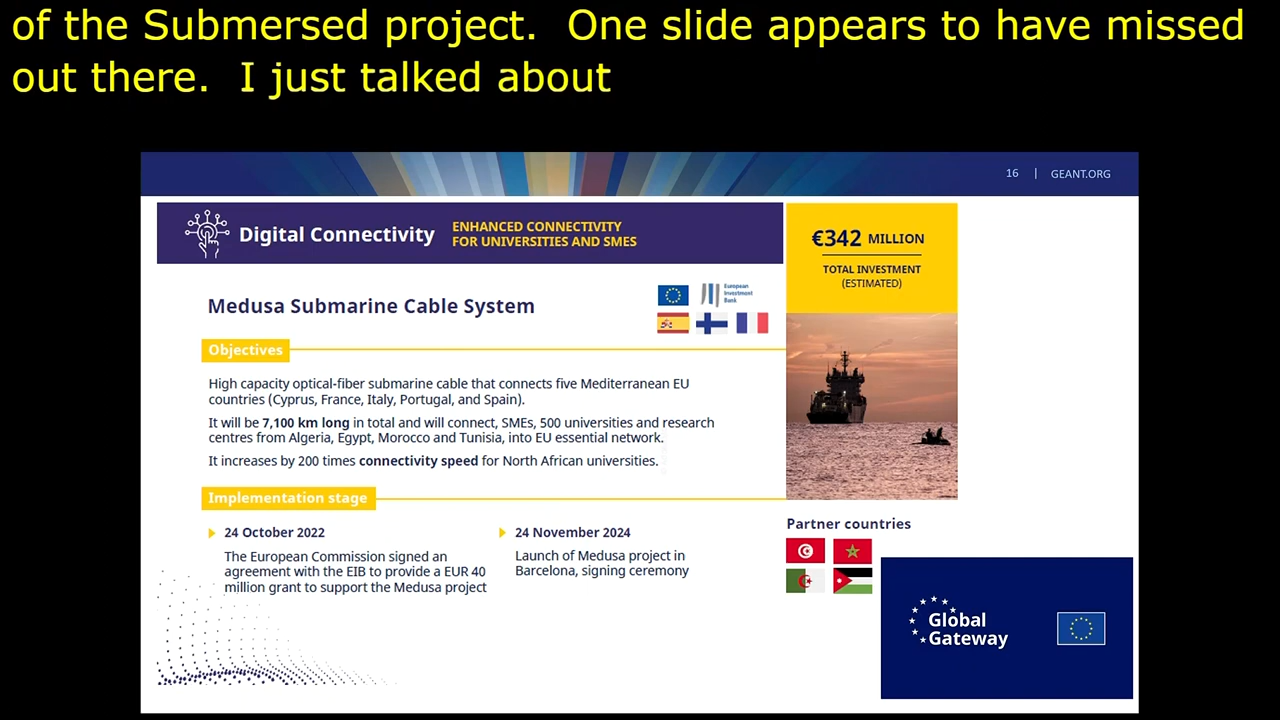 of the Submersed project.  One slide appears to have missed
out there.  I just talked about
16 | GEANT.ORG
Digital Connectivity
ENHANCED CONNECTIVITY
FOR UNIVERSITIES AND SMES
€342 MILLION
TOTAL INVESTMENT
(ESTIMATED)
Medusa Submarine Cable System
European
Investment
Bank
Objectives
High capacity optical-fiber submarine cable that connects five Mediterranean EU
countries (Cyprus, France, Italy, Portugal, and Spain).
It will be 7,100 km long in total and will connect, SMEs, 500 universities and research
centres from Algeria, Egypt, Morocco and Tunisia, into EU essential network.
It increases by 200 times connectivity speed for North African universities.
Implementation stage
24 October 2022
The European Commission signed an
agreement with the EIB to provide a EUR 40
million grant to support the Medusa project
24 November 2024
Launch of Medusa project in
Barcelona, signing ceremony
Partner countries
Global
Gateway